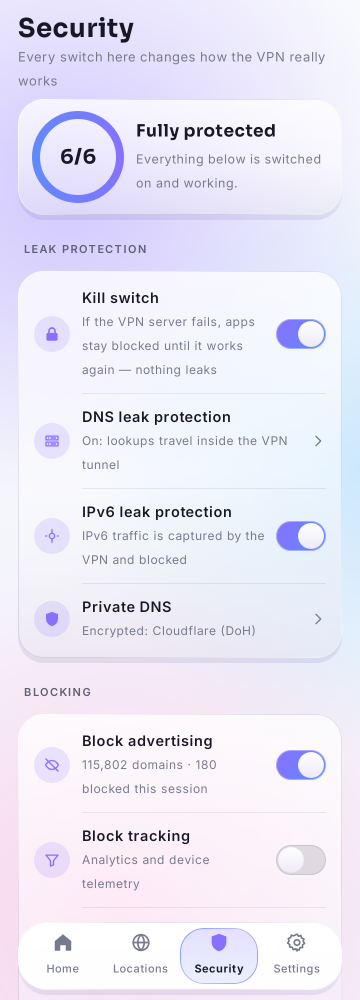 Security
Every switch here changes how the VPN really
works
6/6
Fully protected
Everything below is switched
on and working.
LEAK PROTECTION
Kill switch
If the VPN server fails, apps
stay blocked until it works
again — nothing leaks
DNS leak protection
On: lookups travel inside the VPN
tunnel
IPv6 leak protection
IPv6 traffic is captured by the
VPN and blocked
Private DNS
Encrypted: Cloudflare (DoH)
BLOCKING
Block advertising
115,802 domains · 180
blocked this session
Block tracking
Analytics and device
telemetry
Home
Locations
Security
Settings